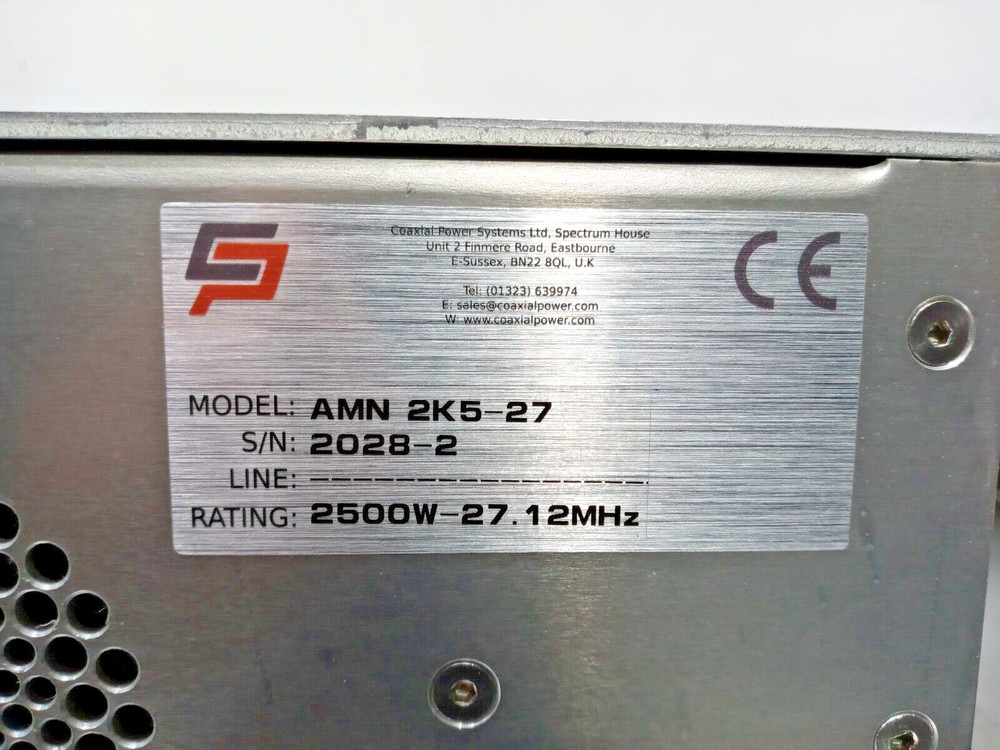 Coaxial Power Systems Ltd, Spectrum House
Unit 2 Finmere Road, Eastbourne
E-Sussex, BN22 8QL, U.K
Tel: (01323) 639974
E: sales@coaxialpower.com
W: www.coaxialpower.com
CP
CE
MODEL: AMN 2K5-27
S/N: 2028-2
LINE: ------------------------.
RATING: 2500W-27.12MHz